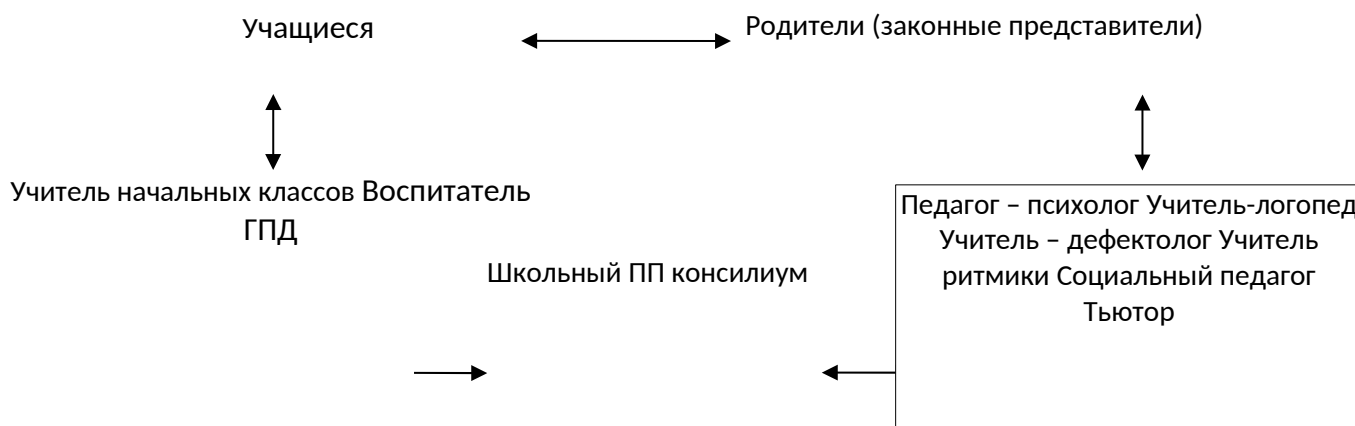 Учащиеся
Родители (законные представители)
Учитель начальных классов Воспитатель
ГПД
Педагог – психолог Учитель-логопед
Учитель – дефектолог Учитель
ритмики Социальный педагог
Тьютор
Школьный ПП консилиум